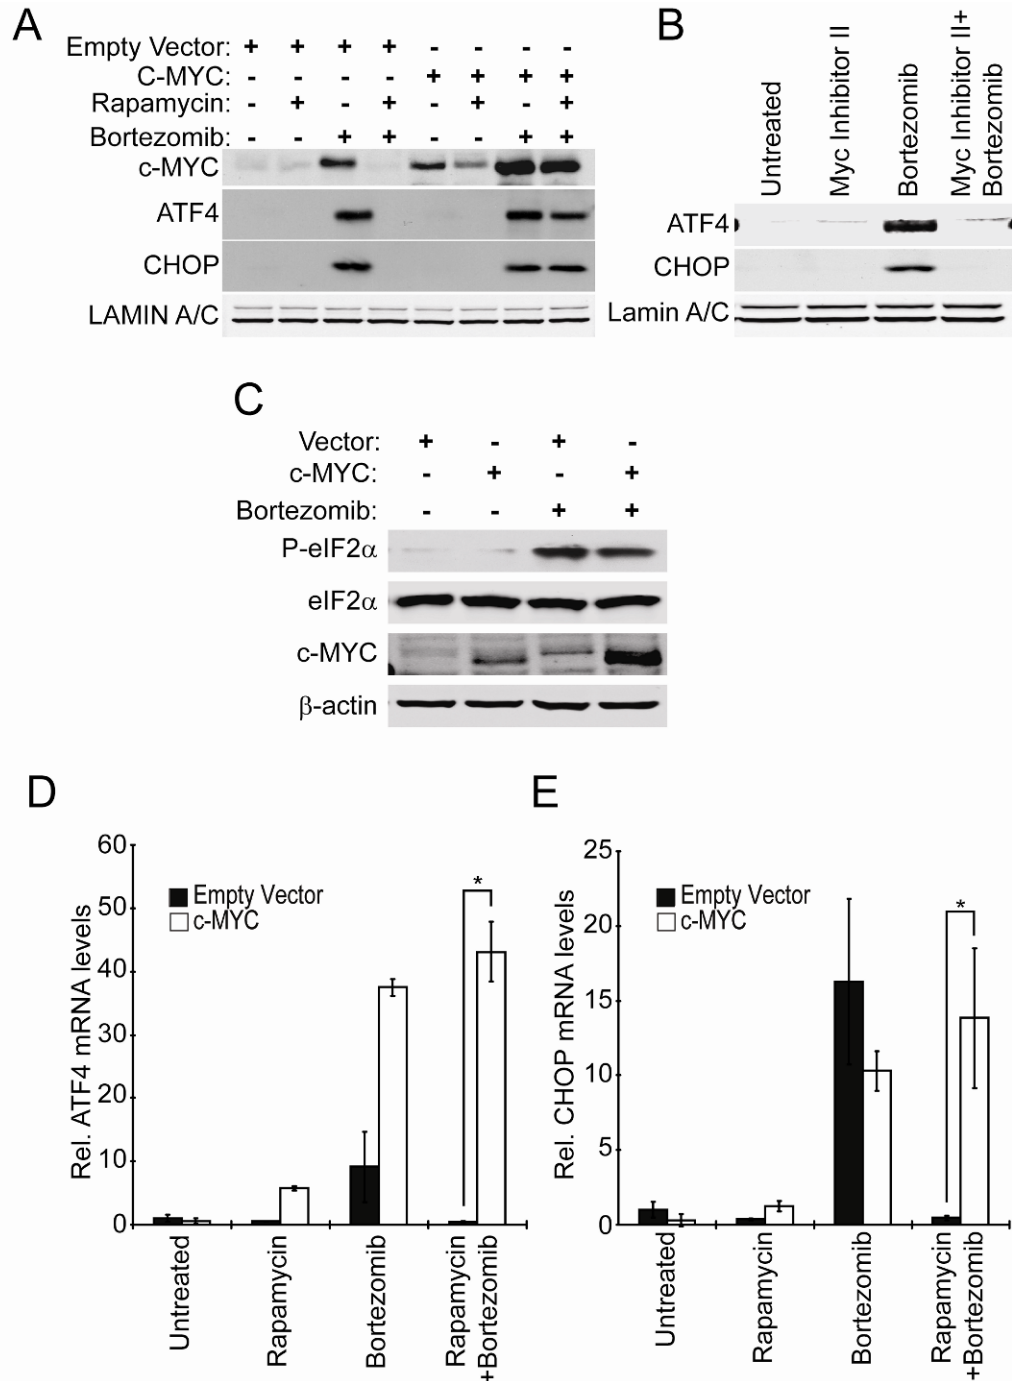 A
Empty Vector: + + + + - - - -
C-MYC: - - - - + + + +
Rapamycin: - + - + - + - +
Bortezomib: - - + + - - + +
c-MYC
ATF4
CHOP
LAMIN A/C
B
Untreated
Myc Inhibitor II
Bortezomib
Myc Inhibitor II+
Bortezomib
ATF4
CHOP
Lamin A/C
C
Vector: + - + -
c-MYC: - + - +
Bortezomib: - - + +
P-eIF2α
eIF2α
c-MYC
β-actin
D
Rel. ATF4 mRNA levels
60
50
40
30
20
10
0
Empty Vector
c-MYC
*
Untreated
Rapamycin
Bortezomib
Rapamycin
+Bortezomib
E
Rel. CHOP mRNA levels
25
20
15
10
5
0
Empty Vector
c-MYC
*
Untreated
Rapamycin
Bortezomib
Rapamycin
+Bortezomib